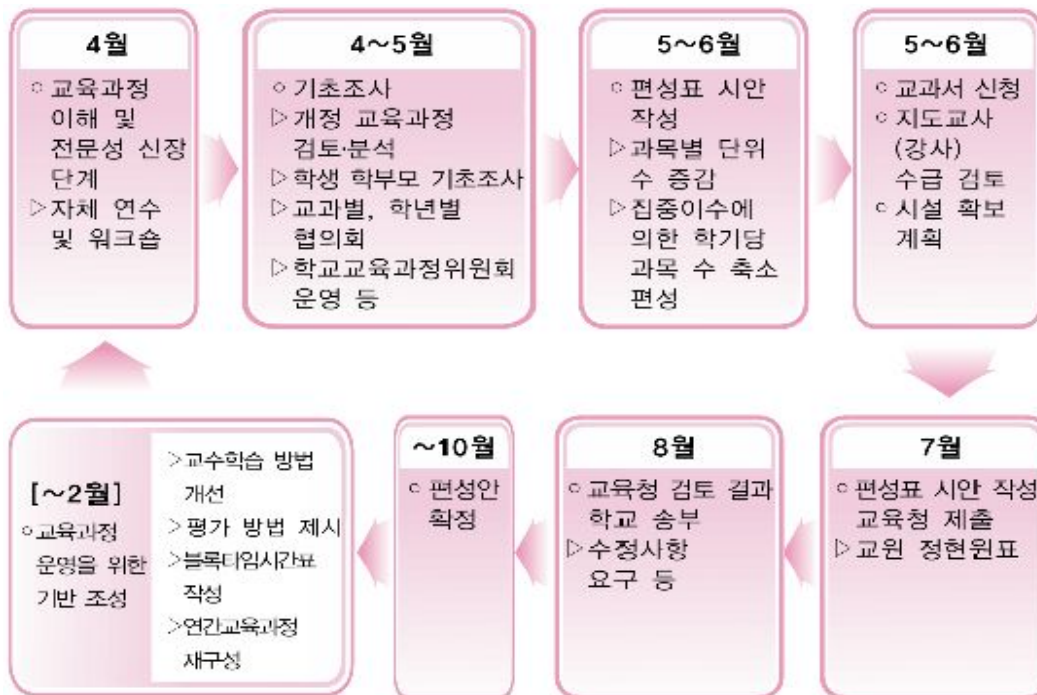 4월
○ 교육과정
이해 및
전문성 신장
단계
▷자체 연수
및 워크숍
4~5월
○ 기초조사
▷개정 교육과정
검토·분석
▷학생 학부모 기초조사
▷교과별, 학년별
협의회
▷학교교육과정위원회
운영 등
5~6월
○ 편성표 시안
작성
▷과목별 단위
수 증감
▷집중이수에
의한 학기당
과목 수 축소
편성
5~6월
○ 교과서 신청
○ 지도교사
(강사)
수급 검토
○ 시설 확보
계획
7월
○ 편성표 시안 작성
교육청 제출
▷교원 정현원표
8월
○ 교육청 검토 결과
학교 송부
▷수정사항
요구 등
~10월
○ 편성안
확정
[~2월]
○교육과정
운영을 위한
기반 조성
▷교수학습 방법
개선
▷평가 방법 제시
▷블록타임시간표
작성
▷연간교육과정
재구성